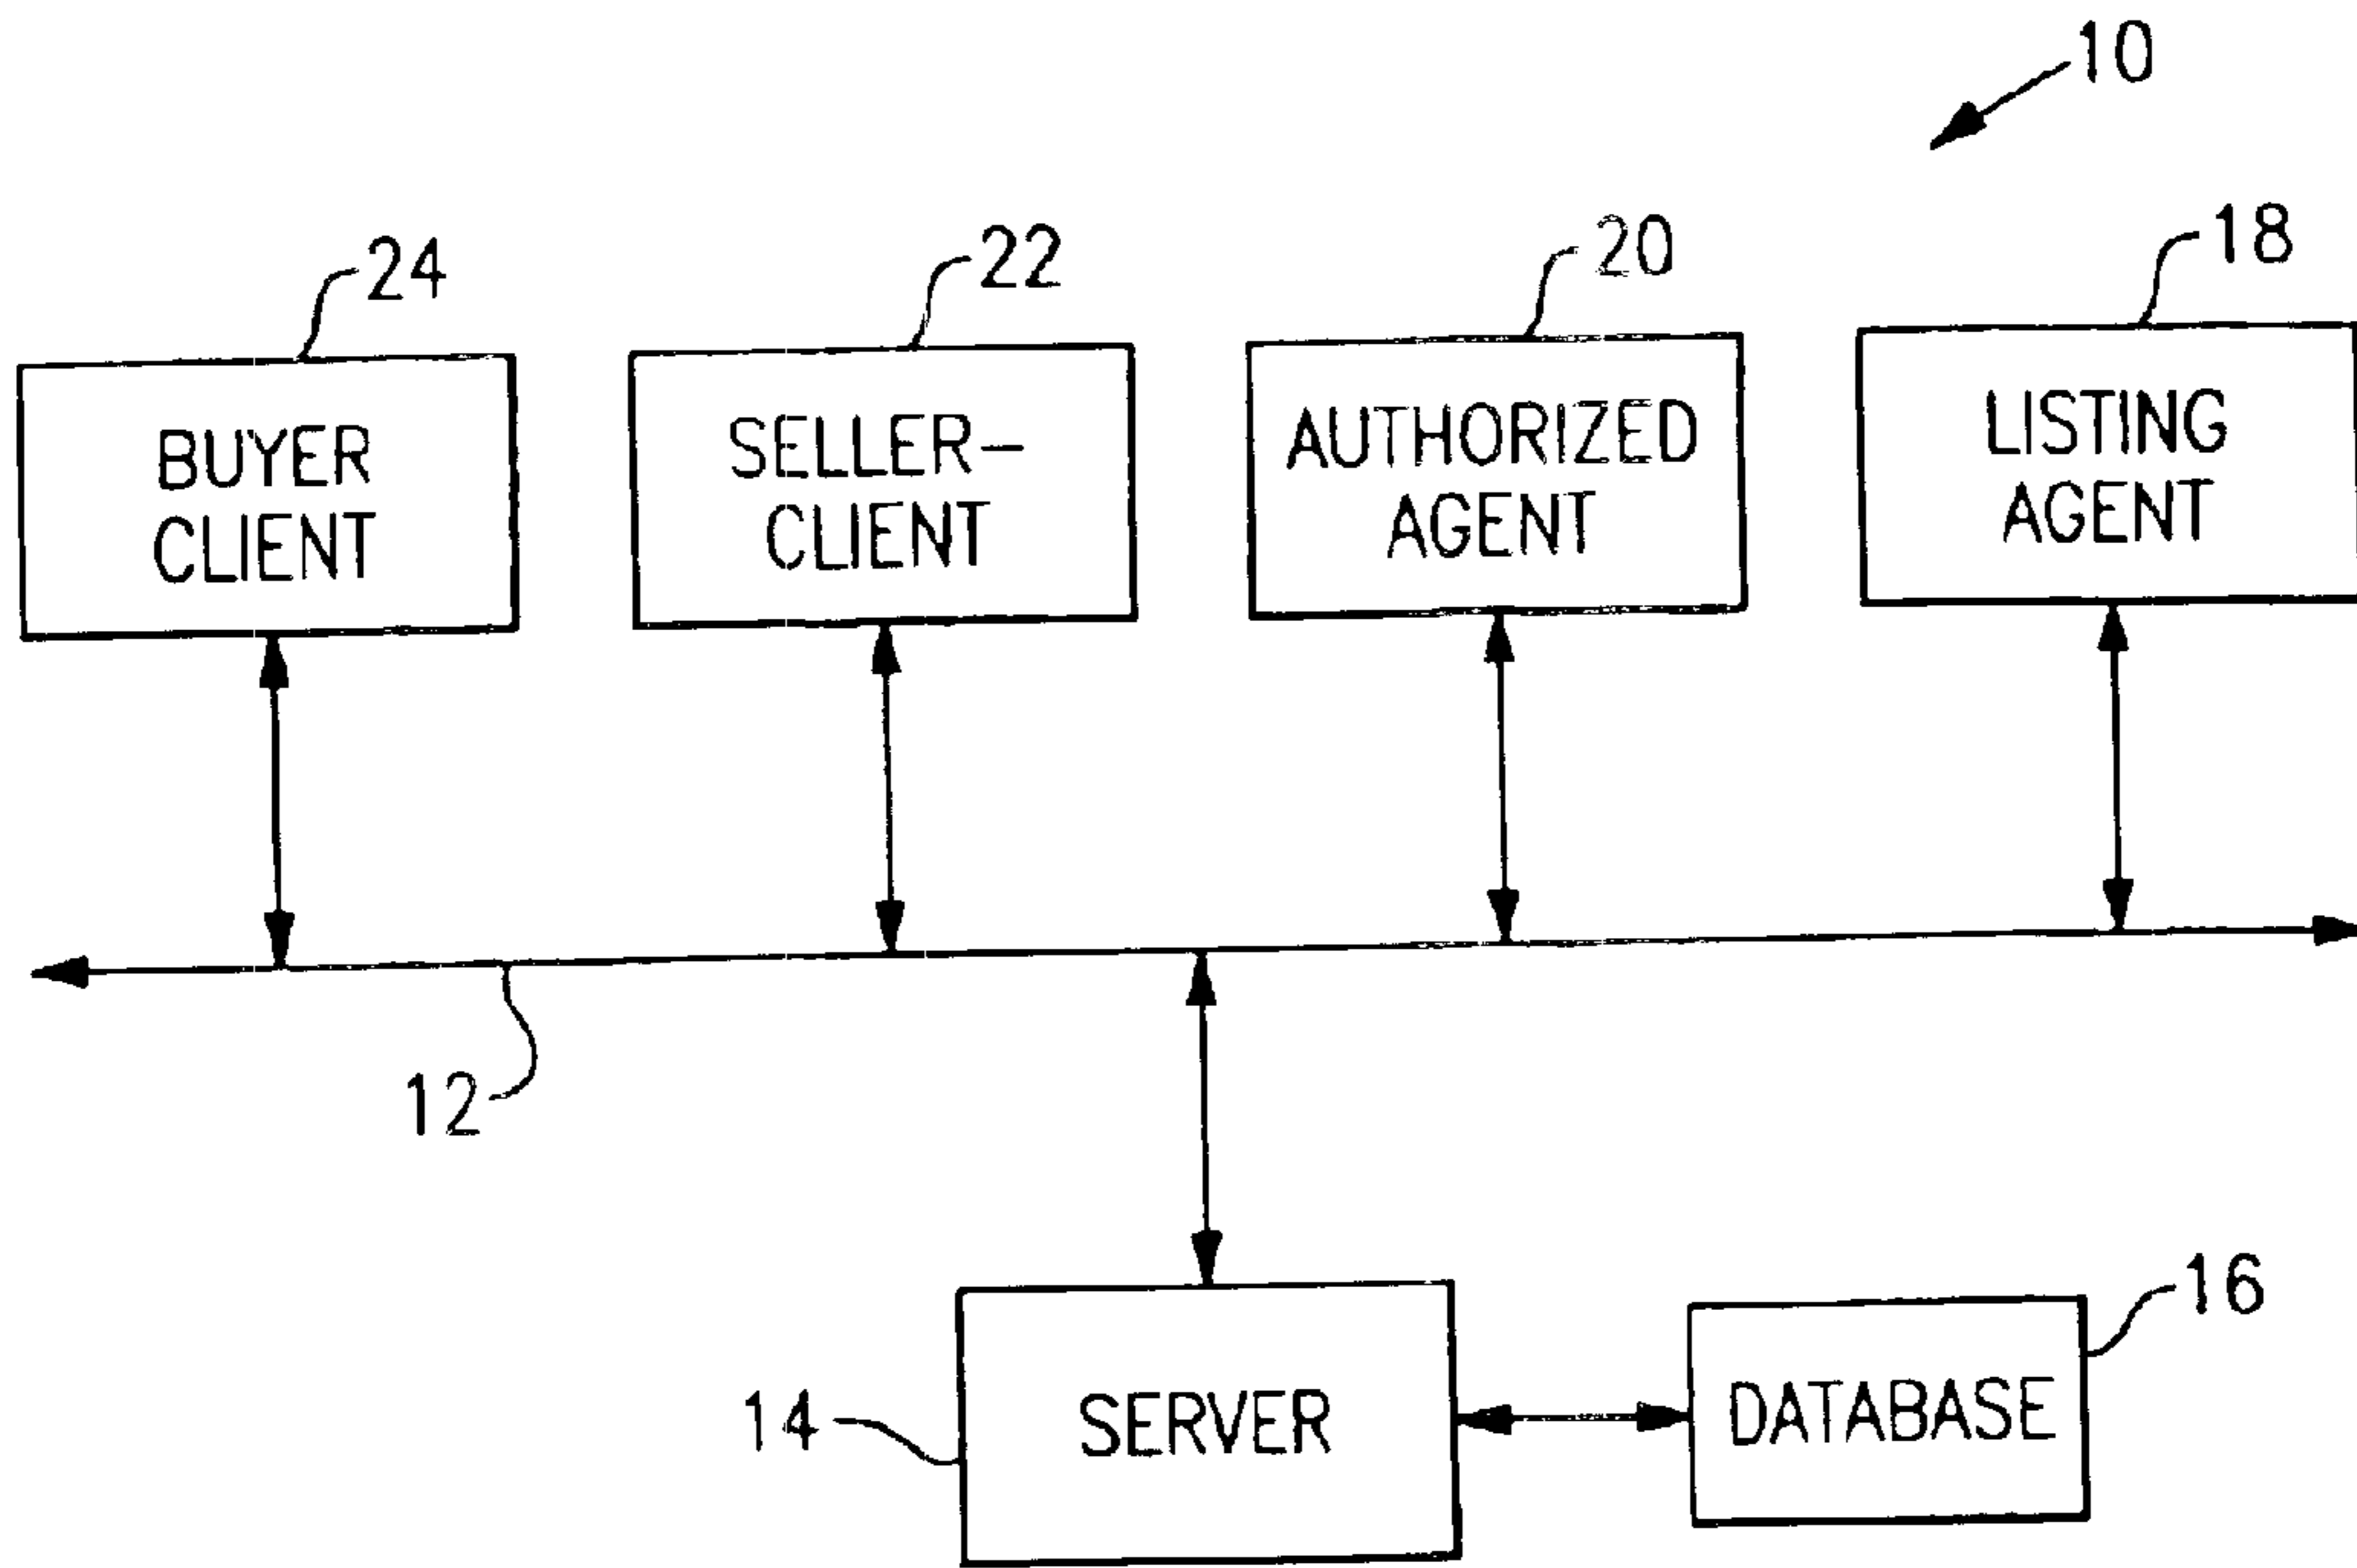 10
24
22
20
18
BUYER
CLIENT
SELLER-
CLIENT
AUTHORIZED
AGENT
LISTING
AGENT
12
14
SERVER
DATABASE
16